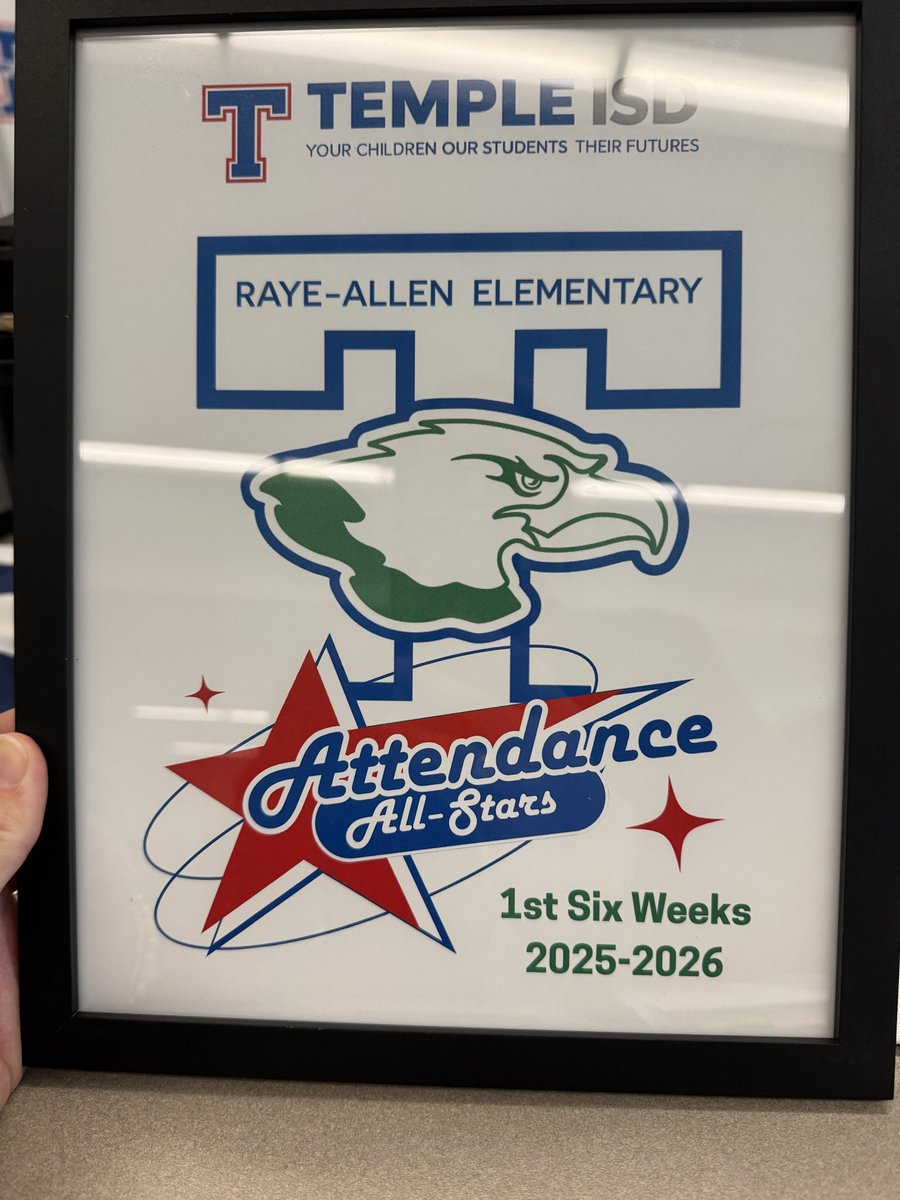 T TEMPLE ISD
YOUR CHILDREN OUR STUDENTS THEIR FUTURES
RAYE-ALLEN ELEMENTARY
Attendance
All-Stars
1st Six Weeks
2025-2026